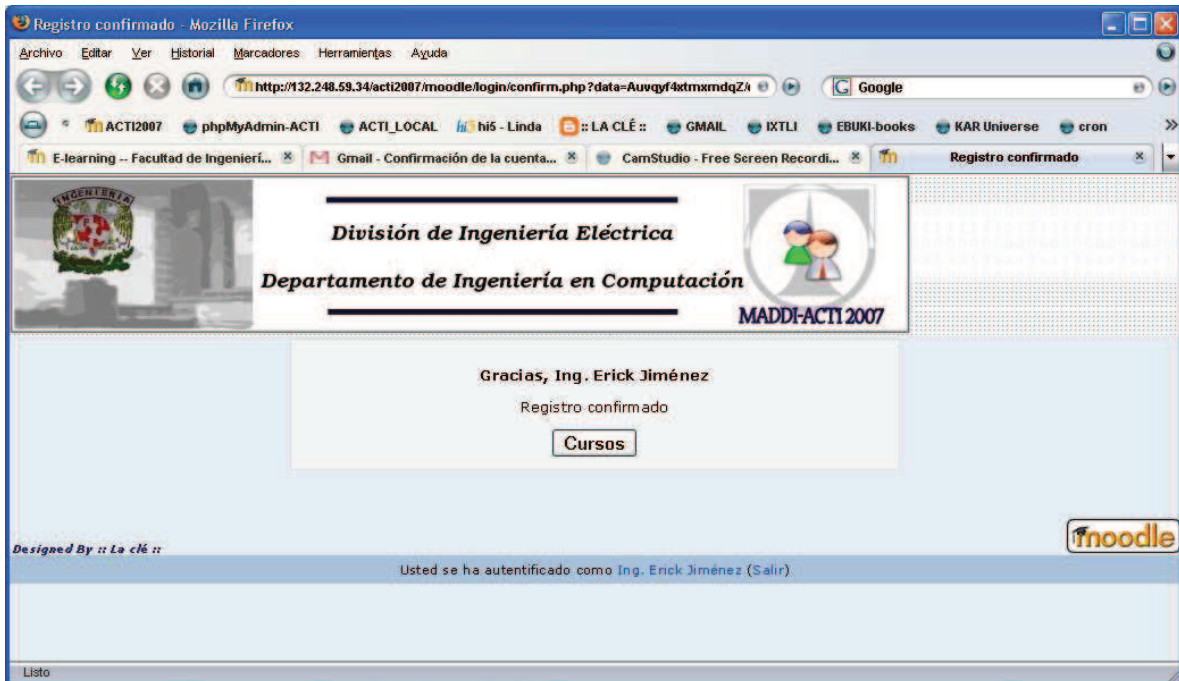 Registro confirmado - Mozilla Firefox
Archivo Editar Ver Historial Marcadores Herramientas Ayuda
http://132.248.59.34/acti2007/moodle/login/confirm.php?data=Auvqyf4xtmxmdqZ/ Google
ACTI2007 phpMyAdmin-ACTI ACTI_LOCAL hi5 hi5 - Linda :: LA CLÉ :: GMAIL IXTLI EBUKI-books KAR Universe cron
E-learning -- Facultad de Ingenierí... Gmail - Confirmación de la cuenta... CamStudio - Free Screen Recordi... Registro confirmado
INGENIERIA
División de Ingeniería Eléctrica
Departamento de Ingeniería en Computación
MADDI-ACTI 2007
Gracias, Ing. Erick Jiménez
Registro confirmado
Cursos
moodle
Designed By :: La clé ::
Usted se ha autentificado como Ing. Erick Jiménez (Salir)
Listo